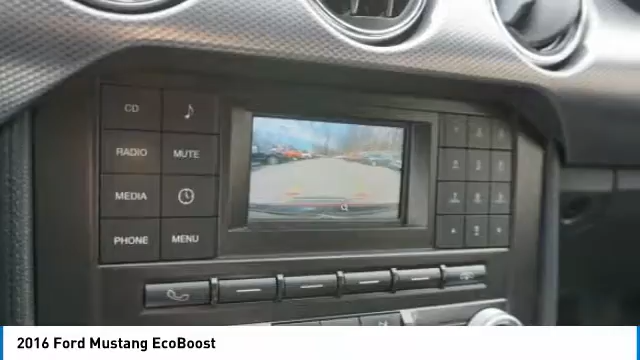 CD
RADIO
MUTE
MEDIA
PHONE
MENU
2016 Ford Mustang EcoBoost